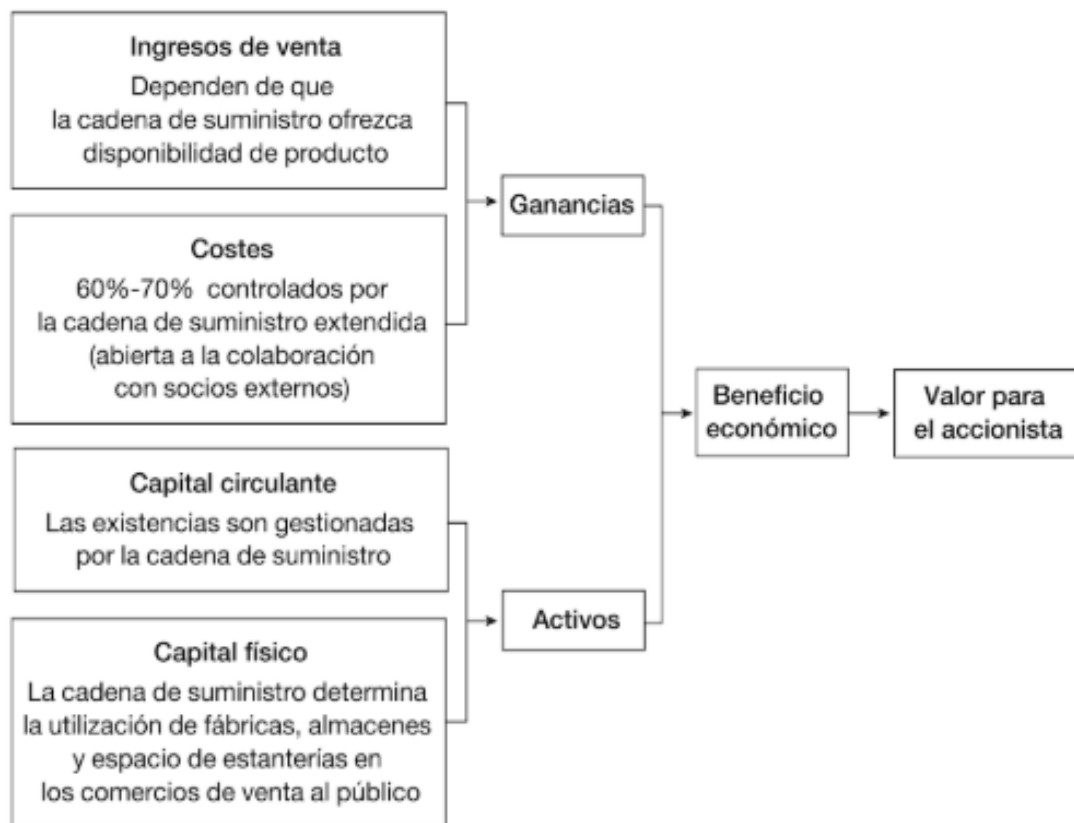 Ingresos de venta
Dependen de que
la cadena de suministro ofrezca
disponibilidad de producto
Costes
60%-70% controlados por
la cadena de suministro extendida
(abierta a la colaboración
con socios externos)
Ganancias
Capital circulante
Las existencias son gestionadas
por la cadena de suministro
Capital físico
La cadena de suministro determina
la utilización de fábricas, almacenes
y espacio de estanterías en
los comercios de venta al público
Activos
Beneficio
económico
Valor para
el accionista